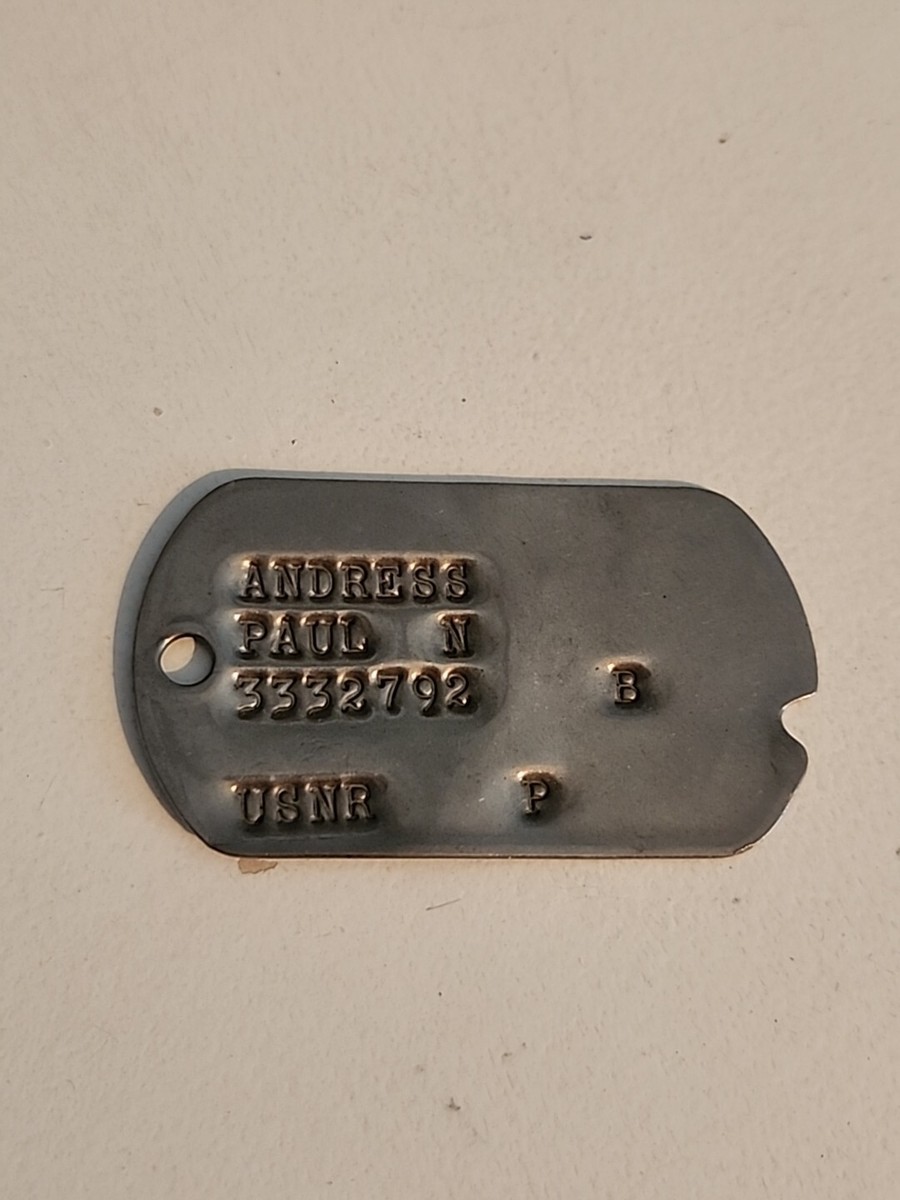 ANDRESS
PAUL N
3332792 B
USNR P